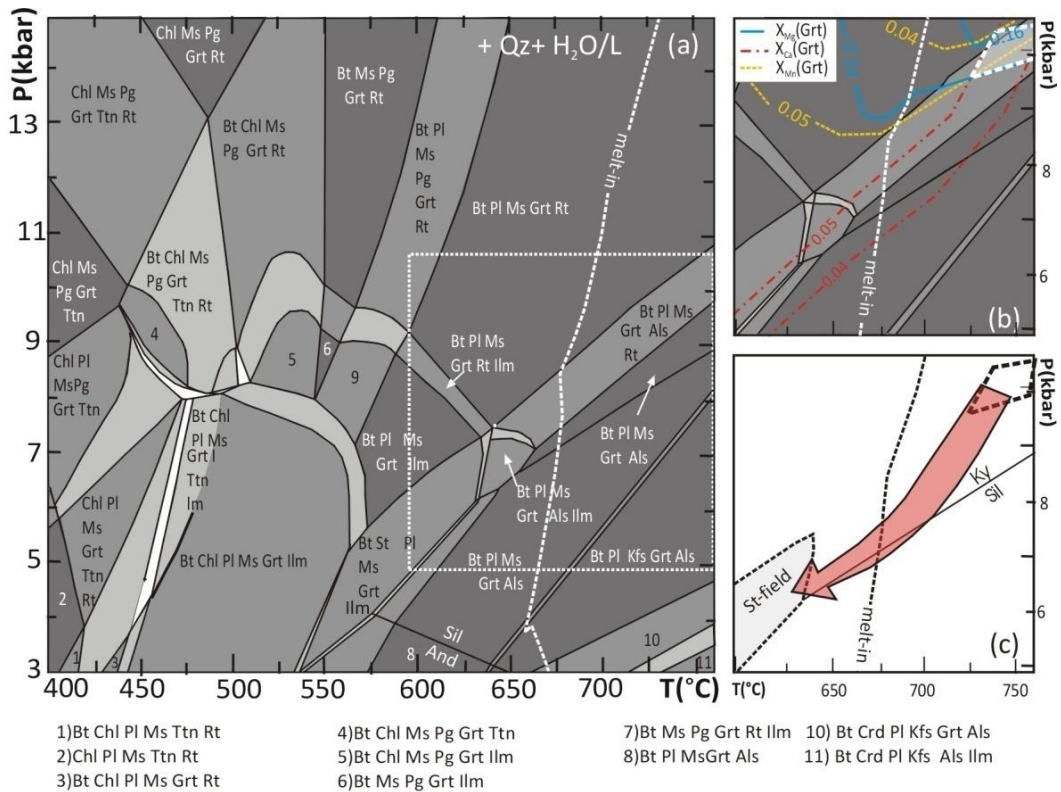 P(kbar)
13
11
9
7
5
3
400
450
500
550
600
650
700
T(°C)
(a)
+ Qz+ H₂O/L
Chl Ms Pg
Grt Rt
Chl Ms Pg
Grt Ttn Rt
Bt Chl Ms
Pg Grt Rt
Bt Ms Pg
Grt Rt
Bt Pl
Ms
Pg
Grt
Rt
melt-in
Bt Pl Ms Grt Rt
Chl Ms
Pg Grt
Ttn
Bt Chl Ms
Pg Grt
Ttn Rt
4
5
6
9
Bt Pl Ms
Grt Rt Ilm
Bt Pl Ms
Grt Als
Rt
Chl Pl
MsPg
Grt Ttn
Bt Chl
Pl Ms
Grt I
Ttn
Im
Bt Pl Ms
Grt Ilm
Bt Pl Ms
Grt Als
Bt Pl Ms
Grt Als Ilm
Chl Pl
Ms
Grt
Ttn
Rt
Bt Chl Pl Ms Grt Ilm
Bt St Pl
Ms
Grt
Ilm
Bt Pl Ms
Grt Als
Bt Pl Kfs Grt Als
2
1
3
Sil
And
8
10
11
X Mg (Grt)
X Ca (Grt)
X Mn (Grt)
0.04
0.16
0.14
0.05
0.05
0.04
melt-in
P(kbar)
8
6
(b)
(c)
P(kbar)
8
6
Ky
Sil
St-field
melt-in
T(°C)
650
700
750
1)Bt Chl Pl Ms Ttn Rt
2)Chl Pl Ms Ttn Rt
3)Bt Chl Pl Ms Grt Rt
4)Bt Chl Ms Pg Grt Ttn
5)Bt Chl Ms Pg Grt Ilm
6)Bt Ms Pg Grt Ilm
7)Bt Ms Pg Grt Rt Ilm
8)Bt Pl MsGrt Als
10) Bt Crd Pl Kfs Grt Als
11) Bt Crd Pl Kfs Als Ilm